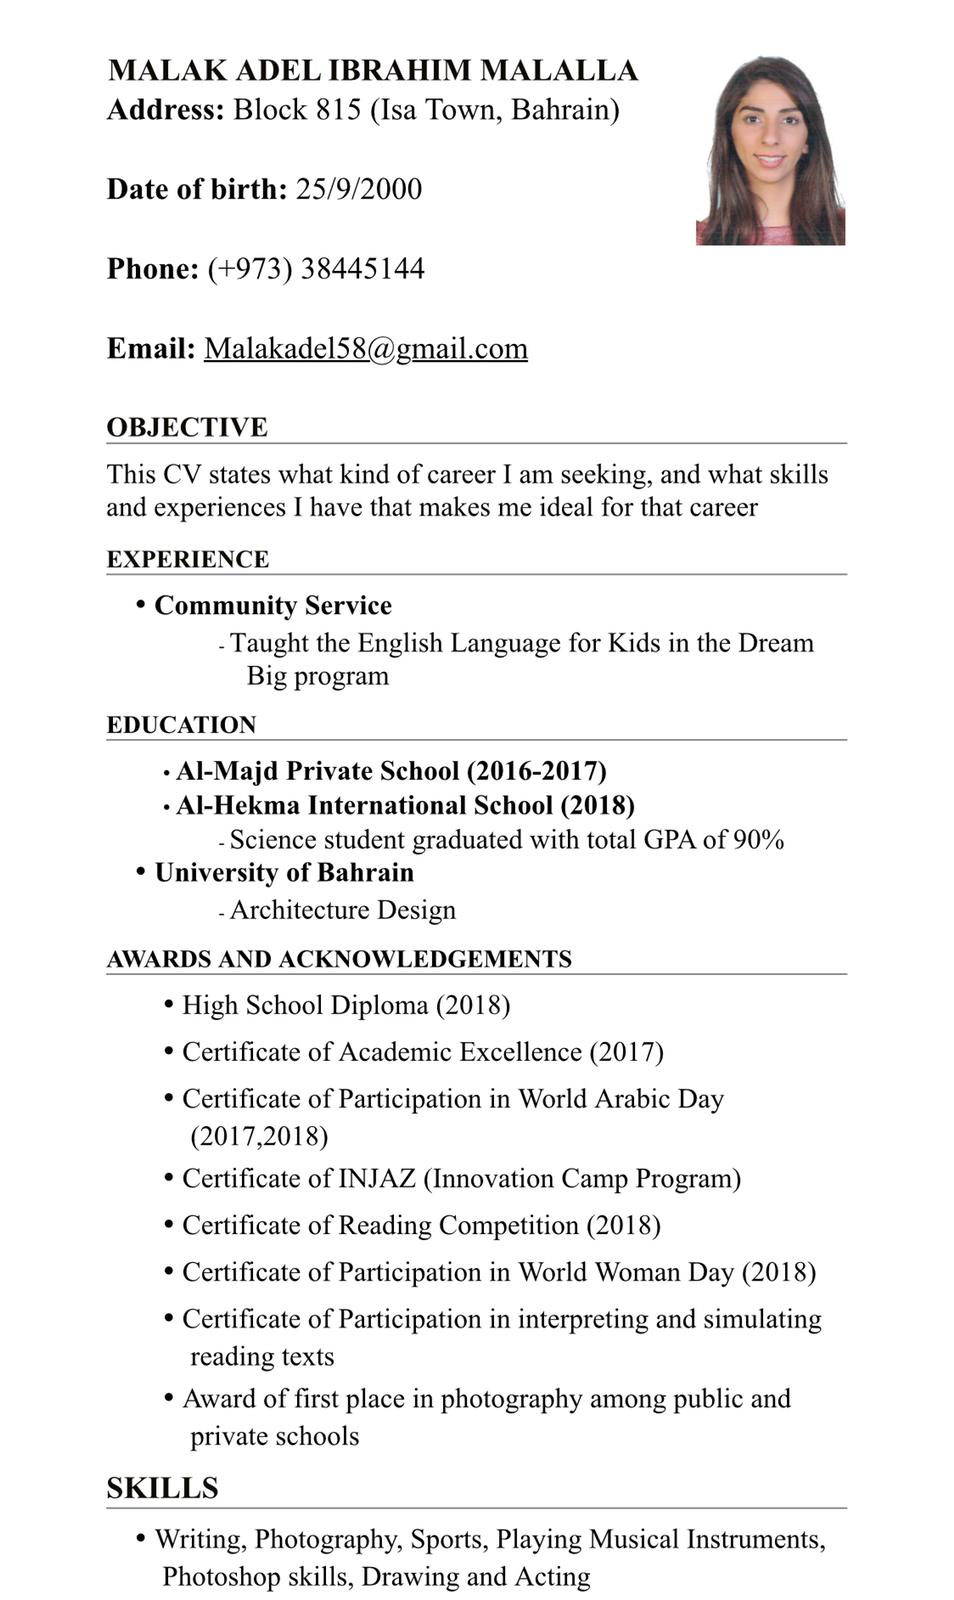 MALAK ADEL IBRAHIM MALALLA
Address: Block 815 (Isa Town, Bahrain)
Date of birth: 25/9/2000
Phone: (+973) 38445144
Email: Malakadel58@gmail.com
OBJECTIVE
This CV states what kind of career I am seeking, and what skills
and experiences I have that makes me ideal for that career
EXPERIENCE
• Community Service
- Taught the English Language for Kids in the Dream
Big program
EDUCATION
• Al-Majd Private School (2016-2017)
• Al-Hekma International School (2018)
- Science student graduated with total GPA of 90%
• University of Bahrain
- Architecture Design
AWARDS AND ACKNOWLEDGEMENTS
• High School Diploma (2018)
• Certificate of Academic Excellence (2017)
• Certificate of Participation in World Arabic Day
(2017,2018)
• Certificate of INJAZ (Innovation Camp Program)
• Certificate of Reading Competition (2018)
• Certificate of Participation in World Woman Day (2018)
• Certificate of Participation in interpreting and simulating
reading texts
• Award of first place in photography among public and
private schools
SKILLS
• Writing, Photography, Sports, Playing Musical Instruments,
Photoshop skills, Drawing and Acting